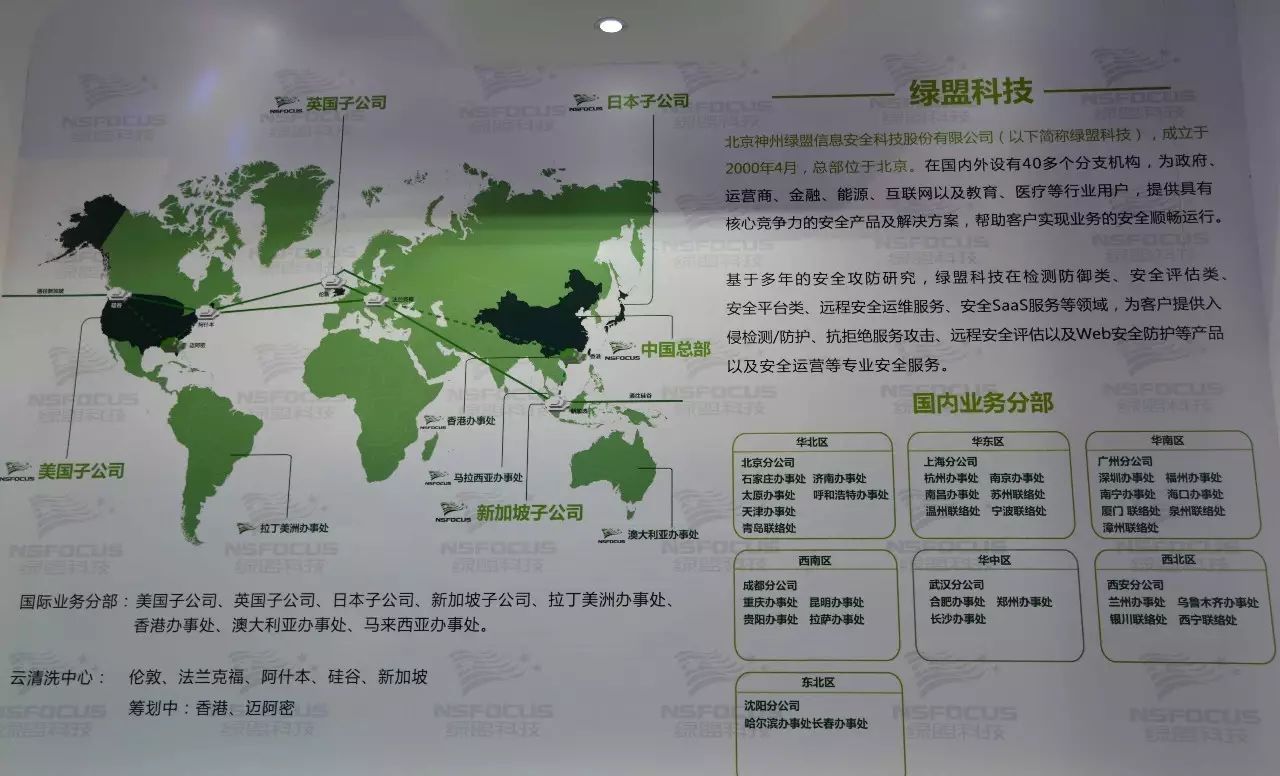 NSFOCUS 英国子公司
NSFOCUS 日本子公司
通往新加坡
硅谷
阿什本
迈阿密
伦敦
法兰克福
香港
新加坡
通往硅谷
NSFOCUS 中国总部
NSFOCUS 香港办事处
NSFOCUS 马拉西亚办事处
NSFOCUS 美国子公司
NSFOCUS 新加坡子公司
NSFOCUS 拉丁美洲办事处
NSFOCUS 澳大利亚办事处
国际业务分部：美国子公司、英国子公司、日本子公司、新加坡子公司、拉丁美洲办事处、
香港办事处、澳大利亚办事处、马来西亚办事处。
云清洗中心： 伦敦、法兰克福、阿什本、硅谷、新加坡
筹划中：香港、迈阿密
绿盟科技
北京神州绿盟信息安全科技股份有限公司（以下简称绿盟科技），成立于
2000年4月，总部位于北京。在国内外设有40多个分支机构，为政府、
运营商、金融、能源、互联网以及教育、医疗等行业用户，提供具有
核心竞争力的安全产品及解决方案，帮助客户实现业务的安全顺畅运行。
基于多年的安全攻防研究，绿盟科技在检测防御类、安全评估类、
安全平台类、远程安全运维服务、安全SaaS服务等领域，为客户提供入
侵检测/防护、抗拒绝服务攻击、远程安全评估以及Web安全防护等产品
以及安全运营等专业安全服务。
国内业务分部
华北区
北京分公司
石家庄办事处 济南办事处
太原办事处 呼和浩特办事处
天津办事处
青岛联络处
华东区
上海分公司
杭州办事处 南京办事处
南昌办事处 苏州联络处
温州联络处 宁波联络处
华南区
广州分公司
深圳办事处 福州办事处
南宁办事处 海口办事处
厦门 联络处 泉州联络处
漳州联络处
西南区
成都分公司
重庆办事处 昆明办事处
贵阳办事处 拉萨办事处
华中区
武汉分公司
合肥办事处 郑州办事处
长沙办事处
西北区
西安分公司
兰州办事处 乌鲁木齐办事处
银川联络处 西宁联络处
东北区
沈阳分公司
哈尔滨办事处长春办事处
NSFOCUS
绿盟科技